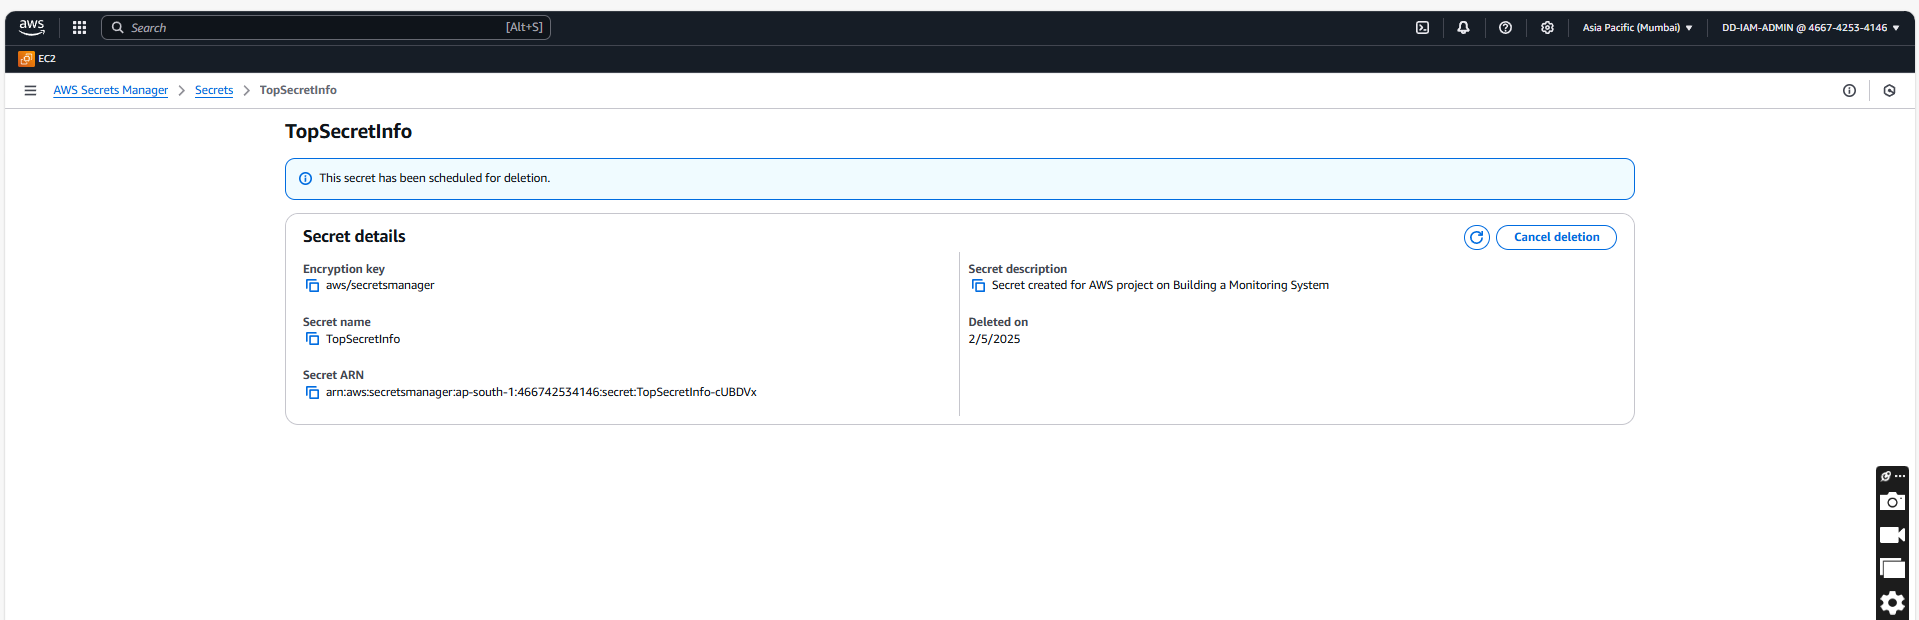 aws Search [Alt+S] Asia Pacific (Mumbai) ▼ DD-IAM-ADMIN @ 4667-4253-4146 ▼
EC2
AWS Secrets Manager > Secrets > TopSecretInfo
TopSecretInfo
This secret has been scheduled for deletion.
Secret details Cancel deletion
Encryption key
aws/secretsmanager
Secret description
Secret created for AWS project on Building a Monitoring System
Secret name
TopSecretInfo
Deleted on
2/5/2025
Secret ARN
arn:aws:secretsmanager:ap-south-1:466742534146:secret:TopSecretInfo-cUBDVx